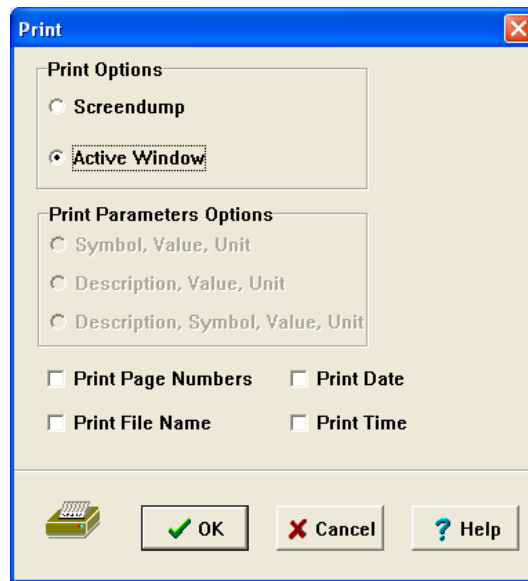 Print
Print Options
Screendump
Active Window
Print Parameters Options
Symbol, Value, Unit
Description, Value, Unit
Description, Symbol, Value, Unit
Print Page Numbers
Print Date
Print File Name
Print Time
OK
Cancel
? Help